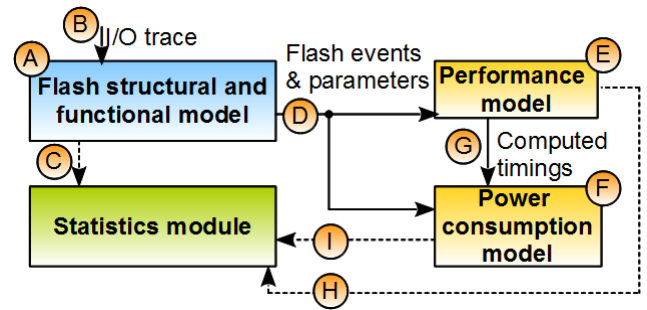 B
I/O trace
A
Flash structural and
functional model
Flash events
& parameters
D
E
Performance
model
C
G
Computed
timings
F
Statistics module
Power
consumption
model
I
H